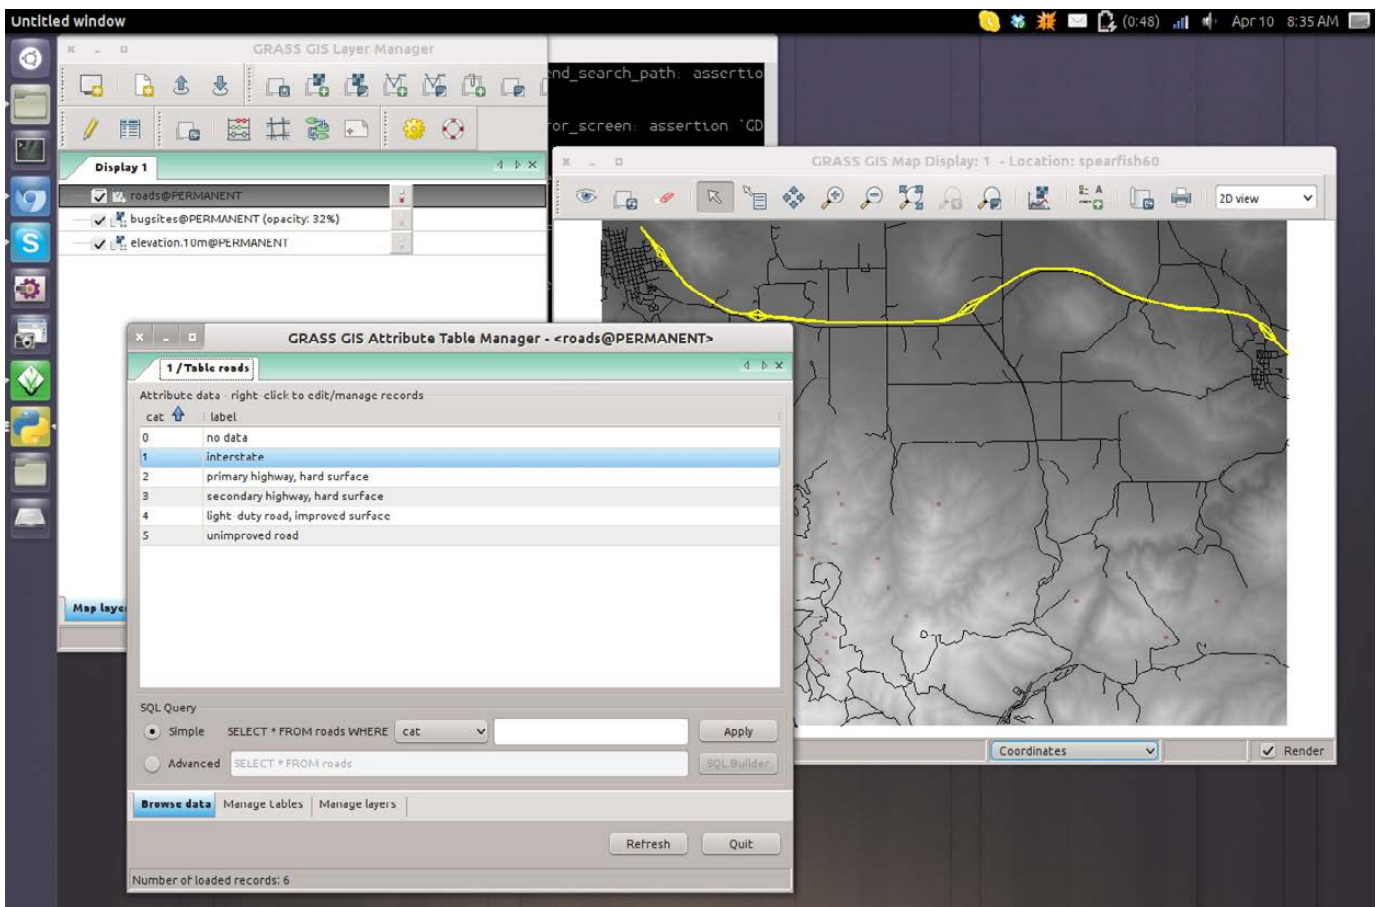 Untitled window
(0:48) Apr 10 8:35 AM
GRASS GIS Layer Manager
end_search_path: assertio
for_screen: assertion `GD
Display 1
roads@PERMANENT
bugsites@PERMANENT (opacity: 32%)
elevation.10m@PERMANENT
GRASS GIS Map Display: 1 - Location: spearfish60
2D view
GRASS GIS Attribute Table Manager - <roads@PERMANENT>
1 / Table roads
Attribute data - right-click to edit/manage records
cat label
0 no data
1 interstate
2 primary highway, hard surface
3 secondary highway, hard surface
4 light-duty road, improved surface
5 unimproved road
Map laye
SQL Query
Simple SELECT * FROM roads WHERE cat Apply
Advanced SELECT * FROM roads SQL Builder
Browse data Manage tables Manage layers
Refresh Quit
Number of loaded records: 6
Coordinates Render